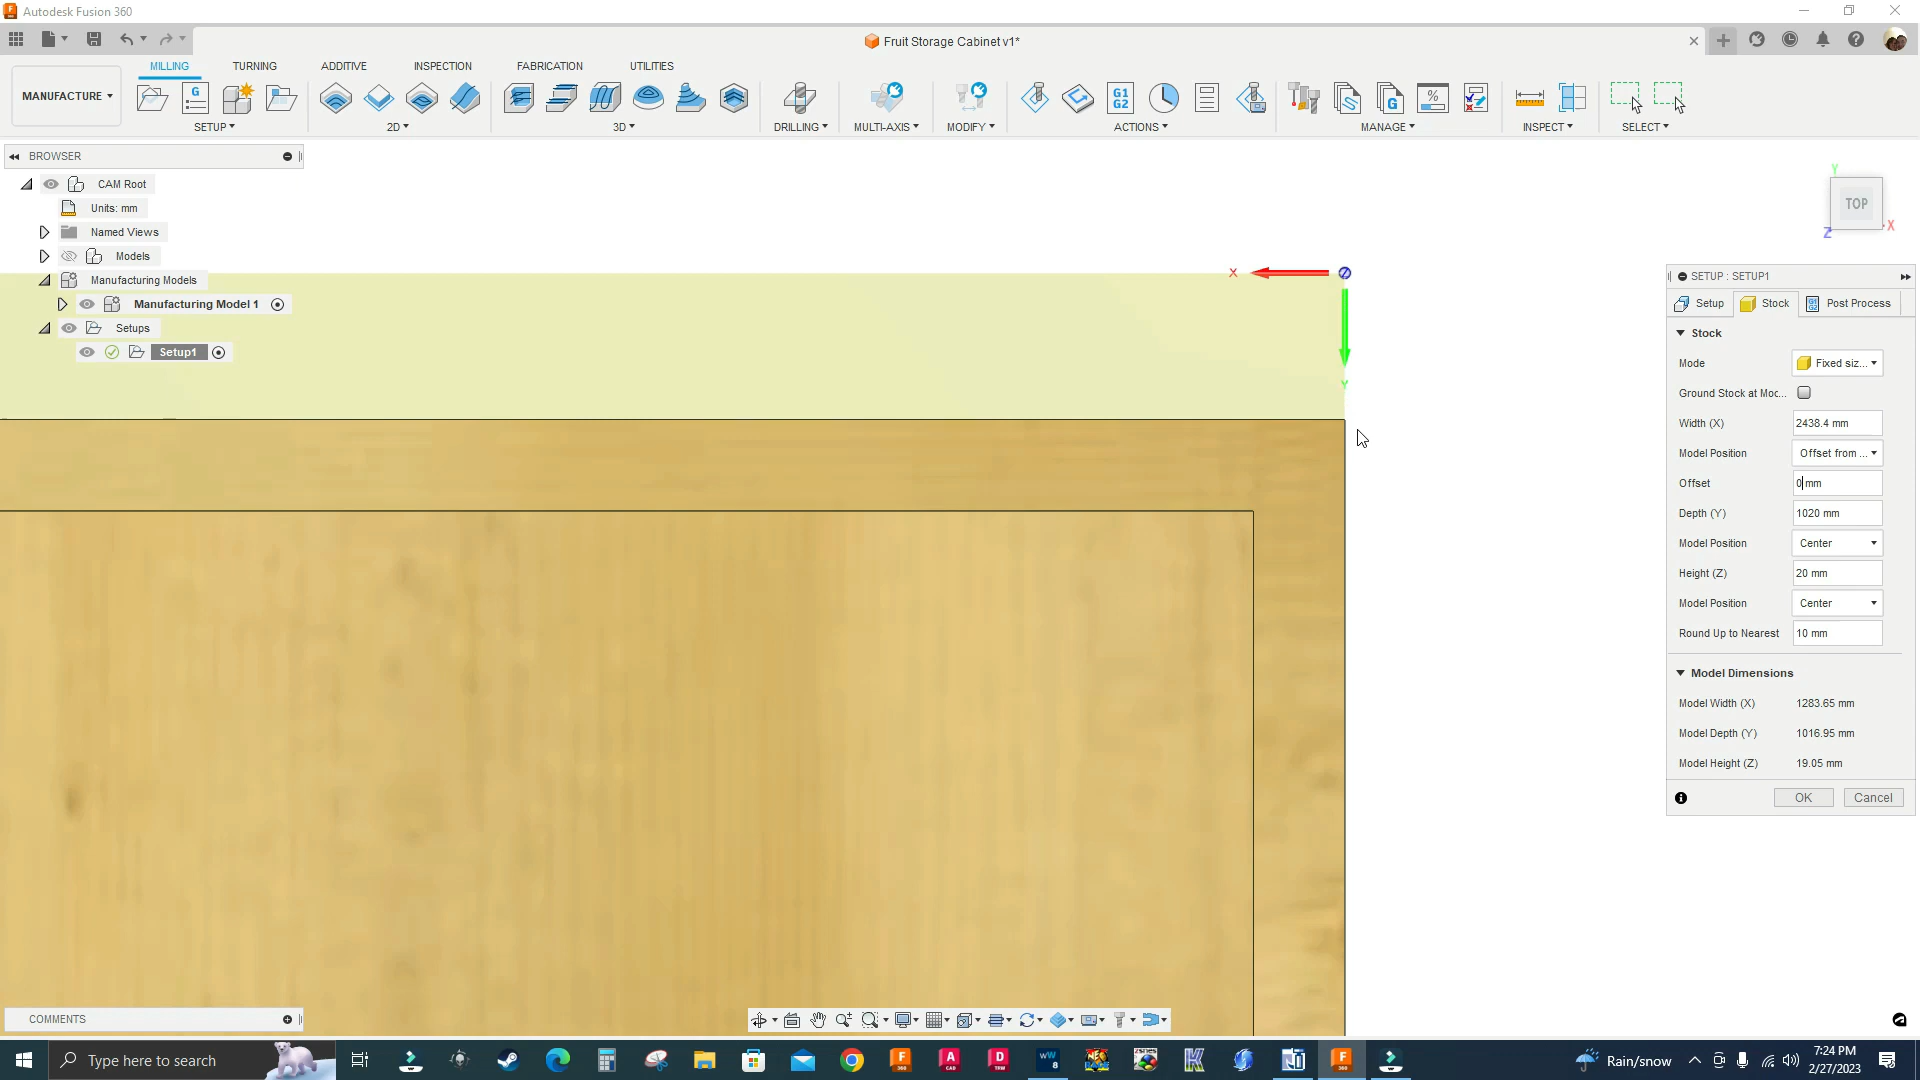 Autodesk Fusion 360
Fruit Storage Cabinet v1*
MILLING TURNING ADDITIVE INSPECTION FABRICATION UTILITIES
MANUFACTURE
G
G1
G2
S
G
%
SETUP 2D 3D DRILLING MULTI-AXIS MODIFY ACTIONS MANAGE INSPECT SELECT
BROWSER
CAM Root
Units: mm
Named Views
Models
Manufacturing Models
Manufacturing Model 1
Setups
Setup1
Y
TOP
X
Z
X
Y
SETUP : SETUP1
Setup Stock Post Process
Stock
Mode Fixed siz...
Ground Stock at Moc...
Width (X) 2438.4 mm
Model Position Offset from ...
Offset 0 mm
Depth (Y) 1020 mm
Model Position Center
Height (Z) 20 mm
Model Position Center
Round Up to Nearest 10 mm
Model Dimensions
Model Width (X) 1283.65 mm
Model Depth (Y) 1016.95 mm
Model Height (Z) 19.05 mm
OK Cancel
COMMENTS
Type here to search
Rain/snow
7:24 PM
2/27/2023